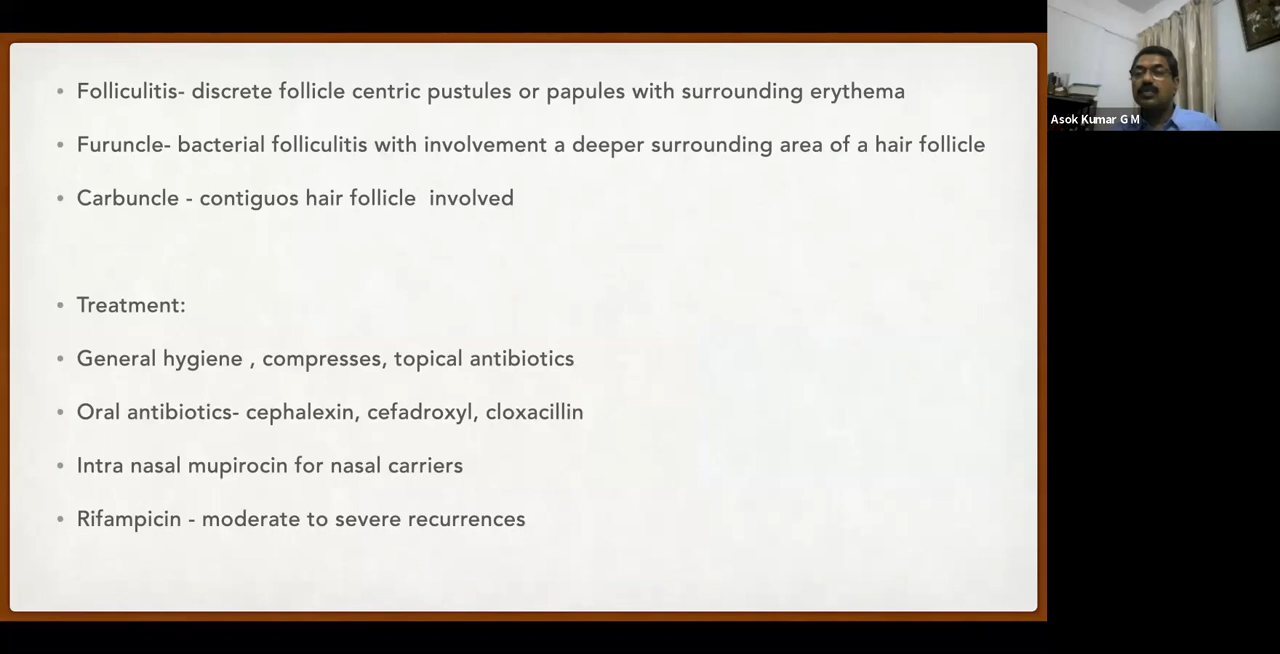 Folliculitis- discrete follicle centric pustules or papules with surrounding erythema
Furuncle- bacterial folliculitis with involvement a deeper surrounding area of a hair follicle
Carbuncle - contiguos hair follicle  involved
Treatment:
General hygiene , compresses, topical antibiotics
Oral antibiotics- cephalexin, cefadroxyl, cloxacillin
Intra nasal mupirocin for nasal carriers
Rifampicin - moderate to severe recurrences
Asok Kumar G M